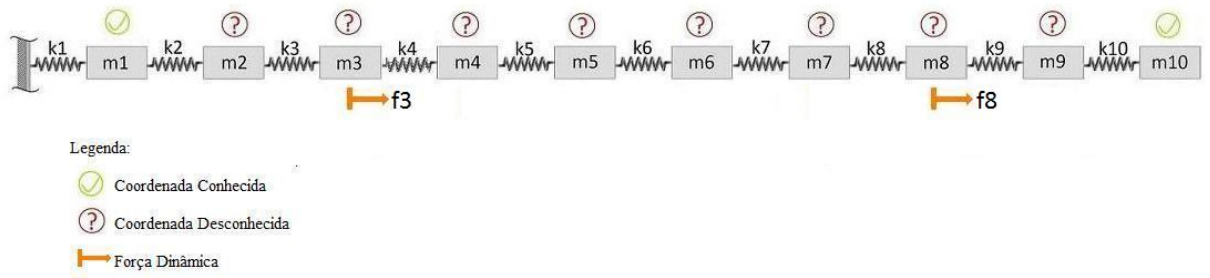 k1 k2 k3 k4 k5 k6 k7 k8 k9 k10
m1 m2 m3 m4 m5 m6 m7 m8 m9 m10
f3 f8
Legenda:
Coordenada Conhecida
? Coordenada Desconhecida
Força Dinâmica